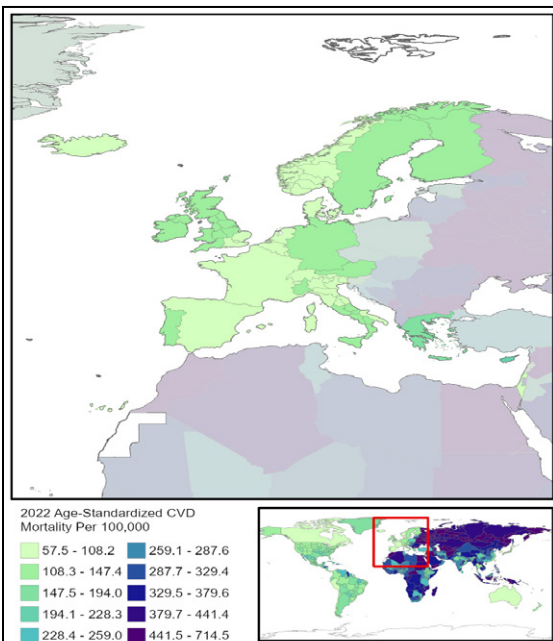 2022 Age-Standardized CVD
Mortality Per 100,000
57.5 - 108.2
108.3 - 147.4
147.5 - 194.0
194.1 - 228.3
228.4 - 259.0
259.1 - 287.6
287.7 - 329.4
329.5 - 379.6
379.7 - 441.4
441.5 - 714.5